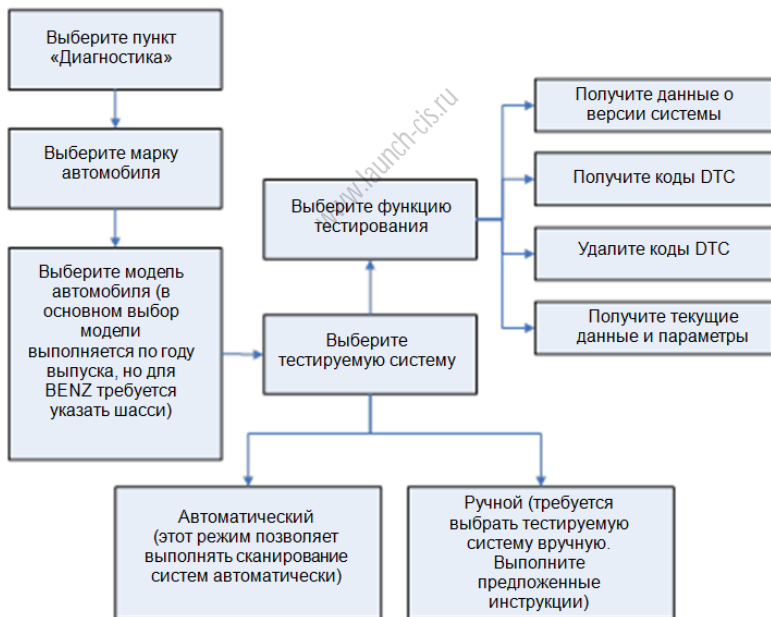 Выберите пункт
«Диагностика»
Выберите марку
автомобиля
Выберите модель
автомобиля (в
основном выбор
модели
выполняется по году
выпуска, но для
BENZ требуется
указать шасси)
Выберите
тестируемую систему
Выберите функцию
тестирования
www.launch-cis.ru
Получите данные о
версии системы
Получите коды DTC
Удалите коды DTC
Получите текущие
данные и параметры
Автоматический
(этот режим позволяет
выполнять сканирование
систем автоматически)
Ручной (требуется
выбрать тестируемую
систему вручную.
Выполните
предложенные
инструкции)